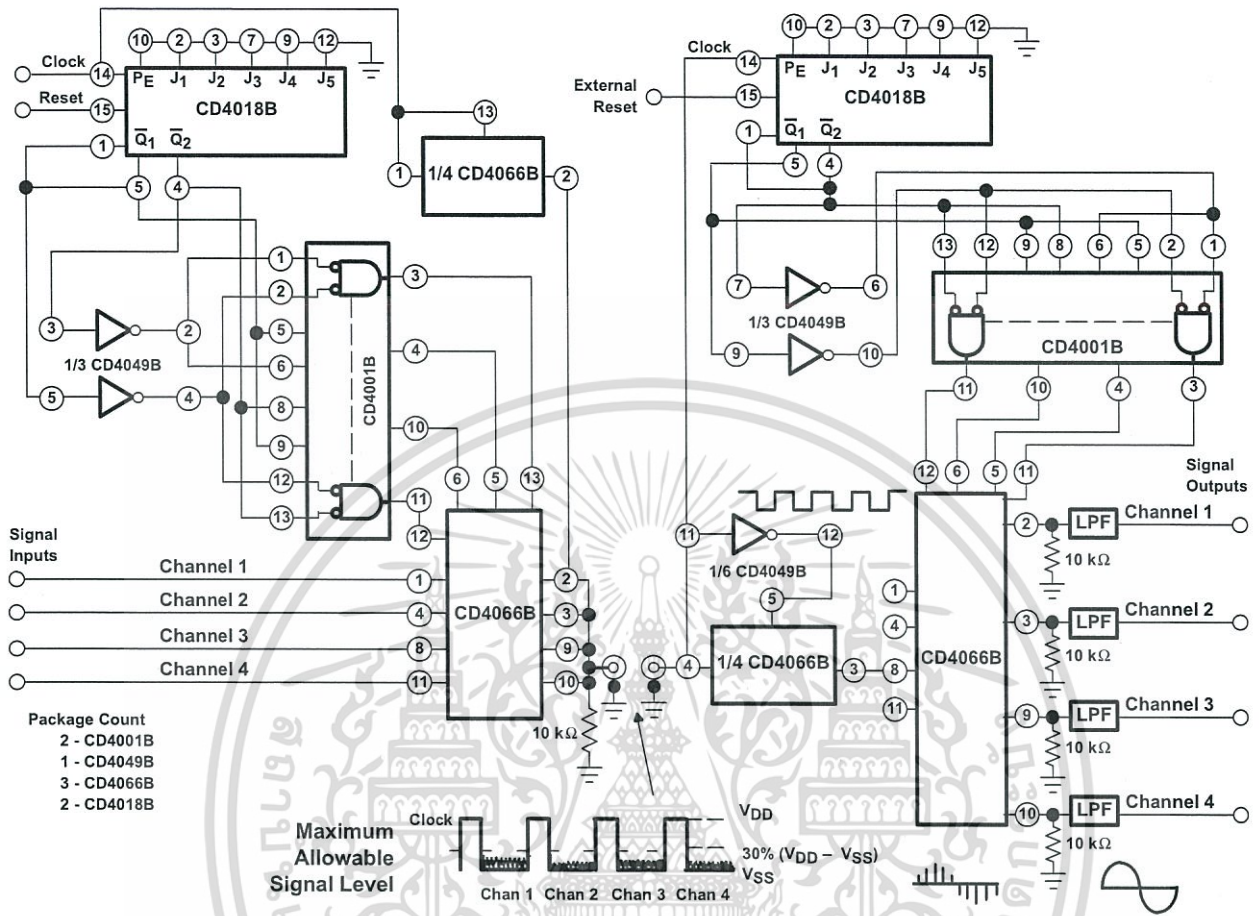 Clock
14
10 2 3 7 9 12
PE J1 J2 J3 J4 J5
CD4018B
Reset
15
1
Q̅1 Q̅2
5 4
13
1
1/4 CD4066B
2
3
2
1/3 CD4049B
5
4
1
2
5
6
8
9
12
13
CD4001B
3
4
10
11
6 5 13
12
Signal
Inputs
Channel 1
1
Channel 2
4
Channel 3
8
Channel 4
11
CD4066B
2
3
9
10
10 kΩ
Package Count
2 - CD4001B
1 - CD4049B
3 - CD4066B
2 - CD4018B
Maximum
Allowable
Signal Level
Clock
VDD
30% (VDD – VSS)
VSS
Chan 1 Chan 2 Chan 3 Chan 4
Clock
14
10 2 3 7 9 12
PE J1 J2 J3 J4 J5
CD4018B
External
Reset
15
1
Q̅1 Q̅2
5 4
13 12 9 8 6 5 2 1
7
6
1/3 CD4049B
9
10
CD4001B
11 10 4 3
12 6 5 11
11
12
1/6 CD4049B
5
4
1/4 CD4066B
3
1
4
8
11
CD4066B
Signal
Outputs
2
LPF
Channel 1
10 kΩ
3
LPF
Channel 2
10 kΩ
9
LPF
Channel 3
10 kΩ
10
LPF
Channel 4
10 kΩ